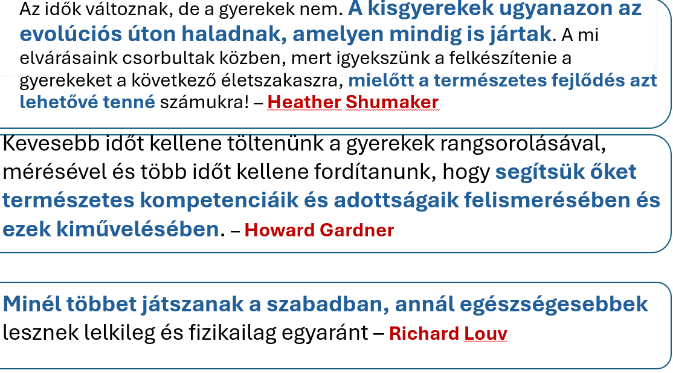 Az idők változnak, de a gyerekek nem. A kisgyerekek ugyanazon az
evolúciós úton haladnak, amelyen mindig is jártak. A mi
elvárásaink csorbultak közben, mert igyekszünk a felkészítenie a
gyerekeket a következő életszakaszra, mielőtt a természetes fejlődés azt
lehetővé tenné számukra! – Heather Shumaker
Kevesebb időt kellene töltenünk a gyerekek rangsorolásával,
mérésével és több időt kellene fordítanunk, hogy segítsük őket
természetes kompetenciáik és adottságaik felismerésében és
ezek kiművelésében. – Howard Gardner
Minél többet játszanak a szabadban, annál egészségesebbek
lesznek lelkileg és fizikailag egyaránt – Richard Louv